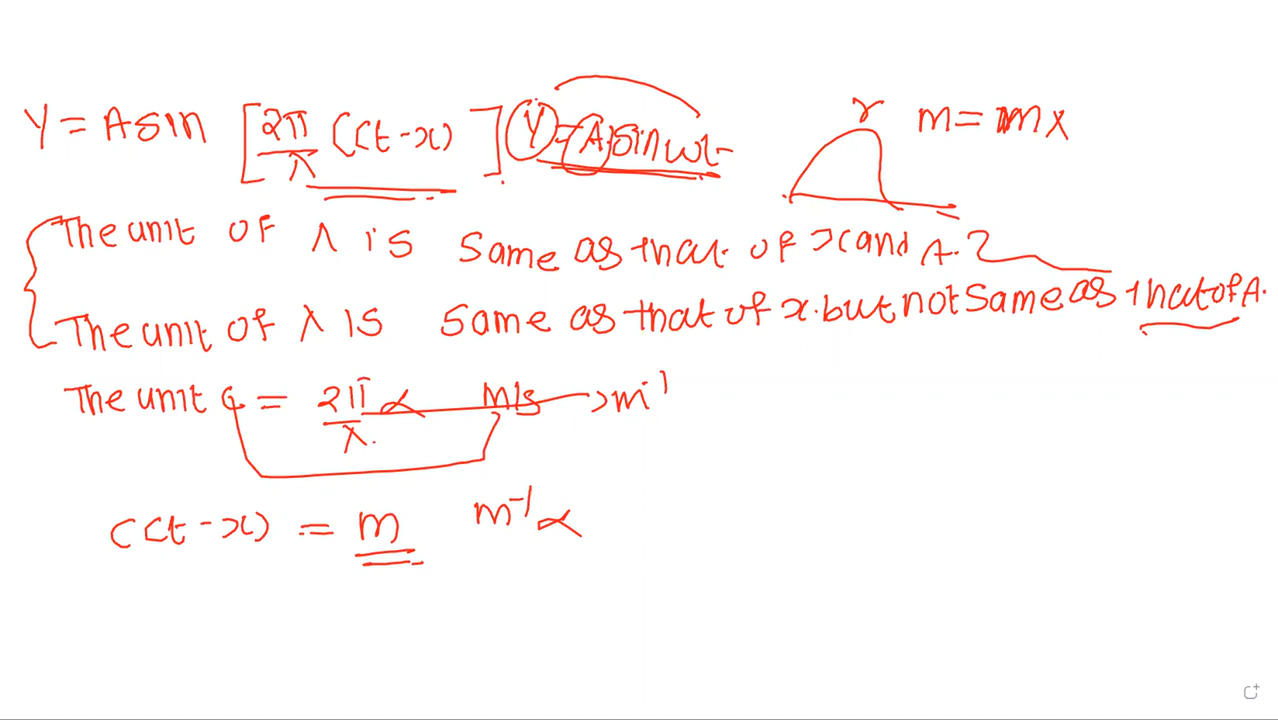 Y = A sin [2π/λ (ct - x)] Y = A sin ωt
r m = mx
The unit of λ is same as that of x and A.?
The unit of λ is same as that of x. but not same as that of A.
The unit c = 2π/λ α m/s → m⁻¹
(ct - x) = m m⁻¹ α